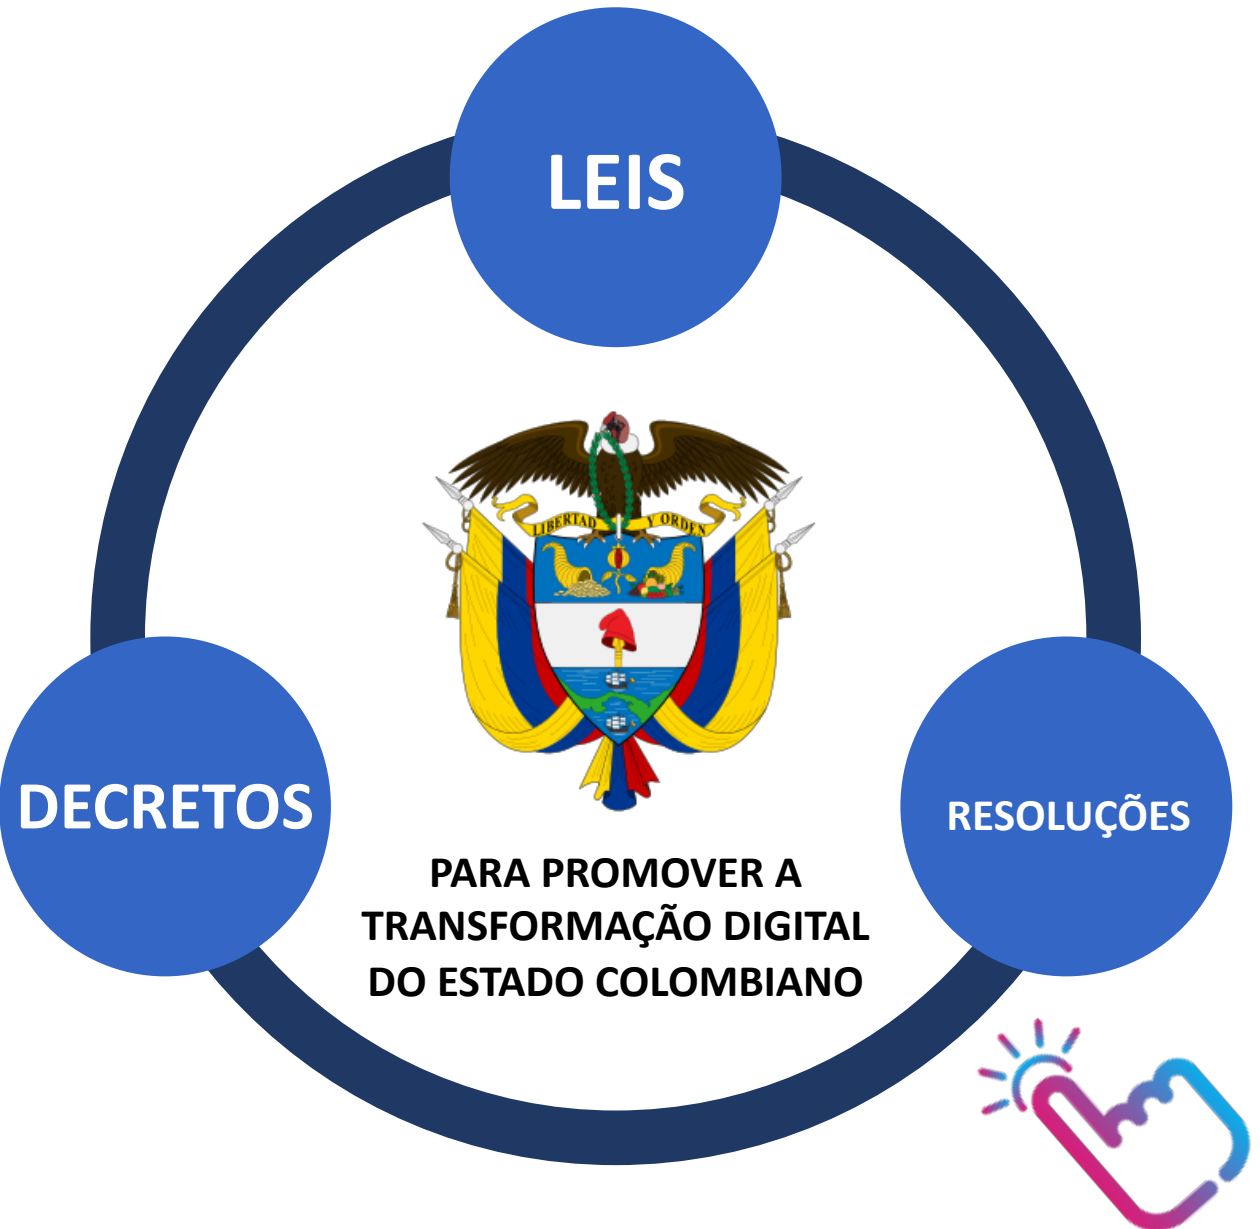 LEIS
LIBERTAD Y ORDEN
DECRETOS
RESOLUÇÕES
PARA PROMOVER A
TRANSFORMAÇÃO DIGITAL
DO ESTADO COLOMBIANO